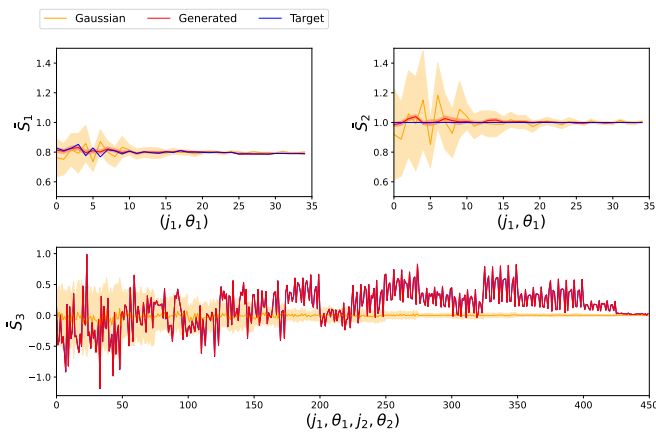 Gaussian Generated Target
1.4
1.2
1.0
0.8
0.6
S̄₁
0 5 10 15 20 25 30 35
(j₁, θ₁)
1.4
1.2
1.0
0.8
0.6
S̄₂
0 5 10 15 20 25 30 35
(j₁, θ₁)
1.0
0.5
0.0
−0.5
−1.0
S̄₃
0 50 100 150 200 250 300 350 400 450
(j₁, θ₁, j₂, θ₂)